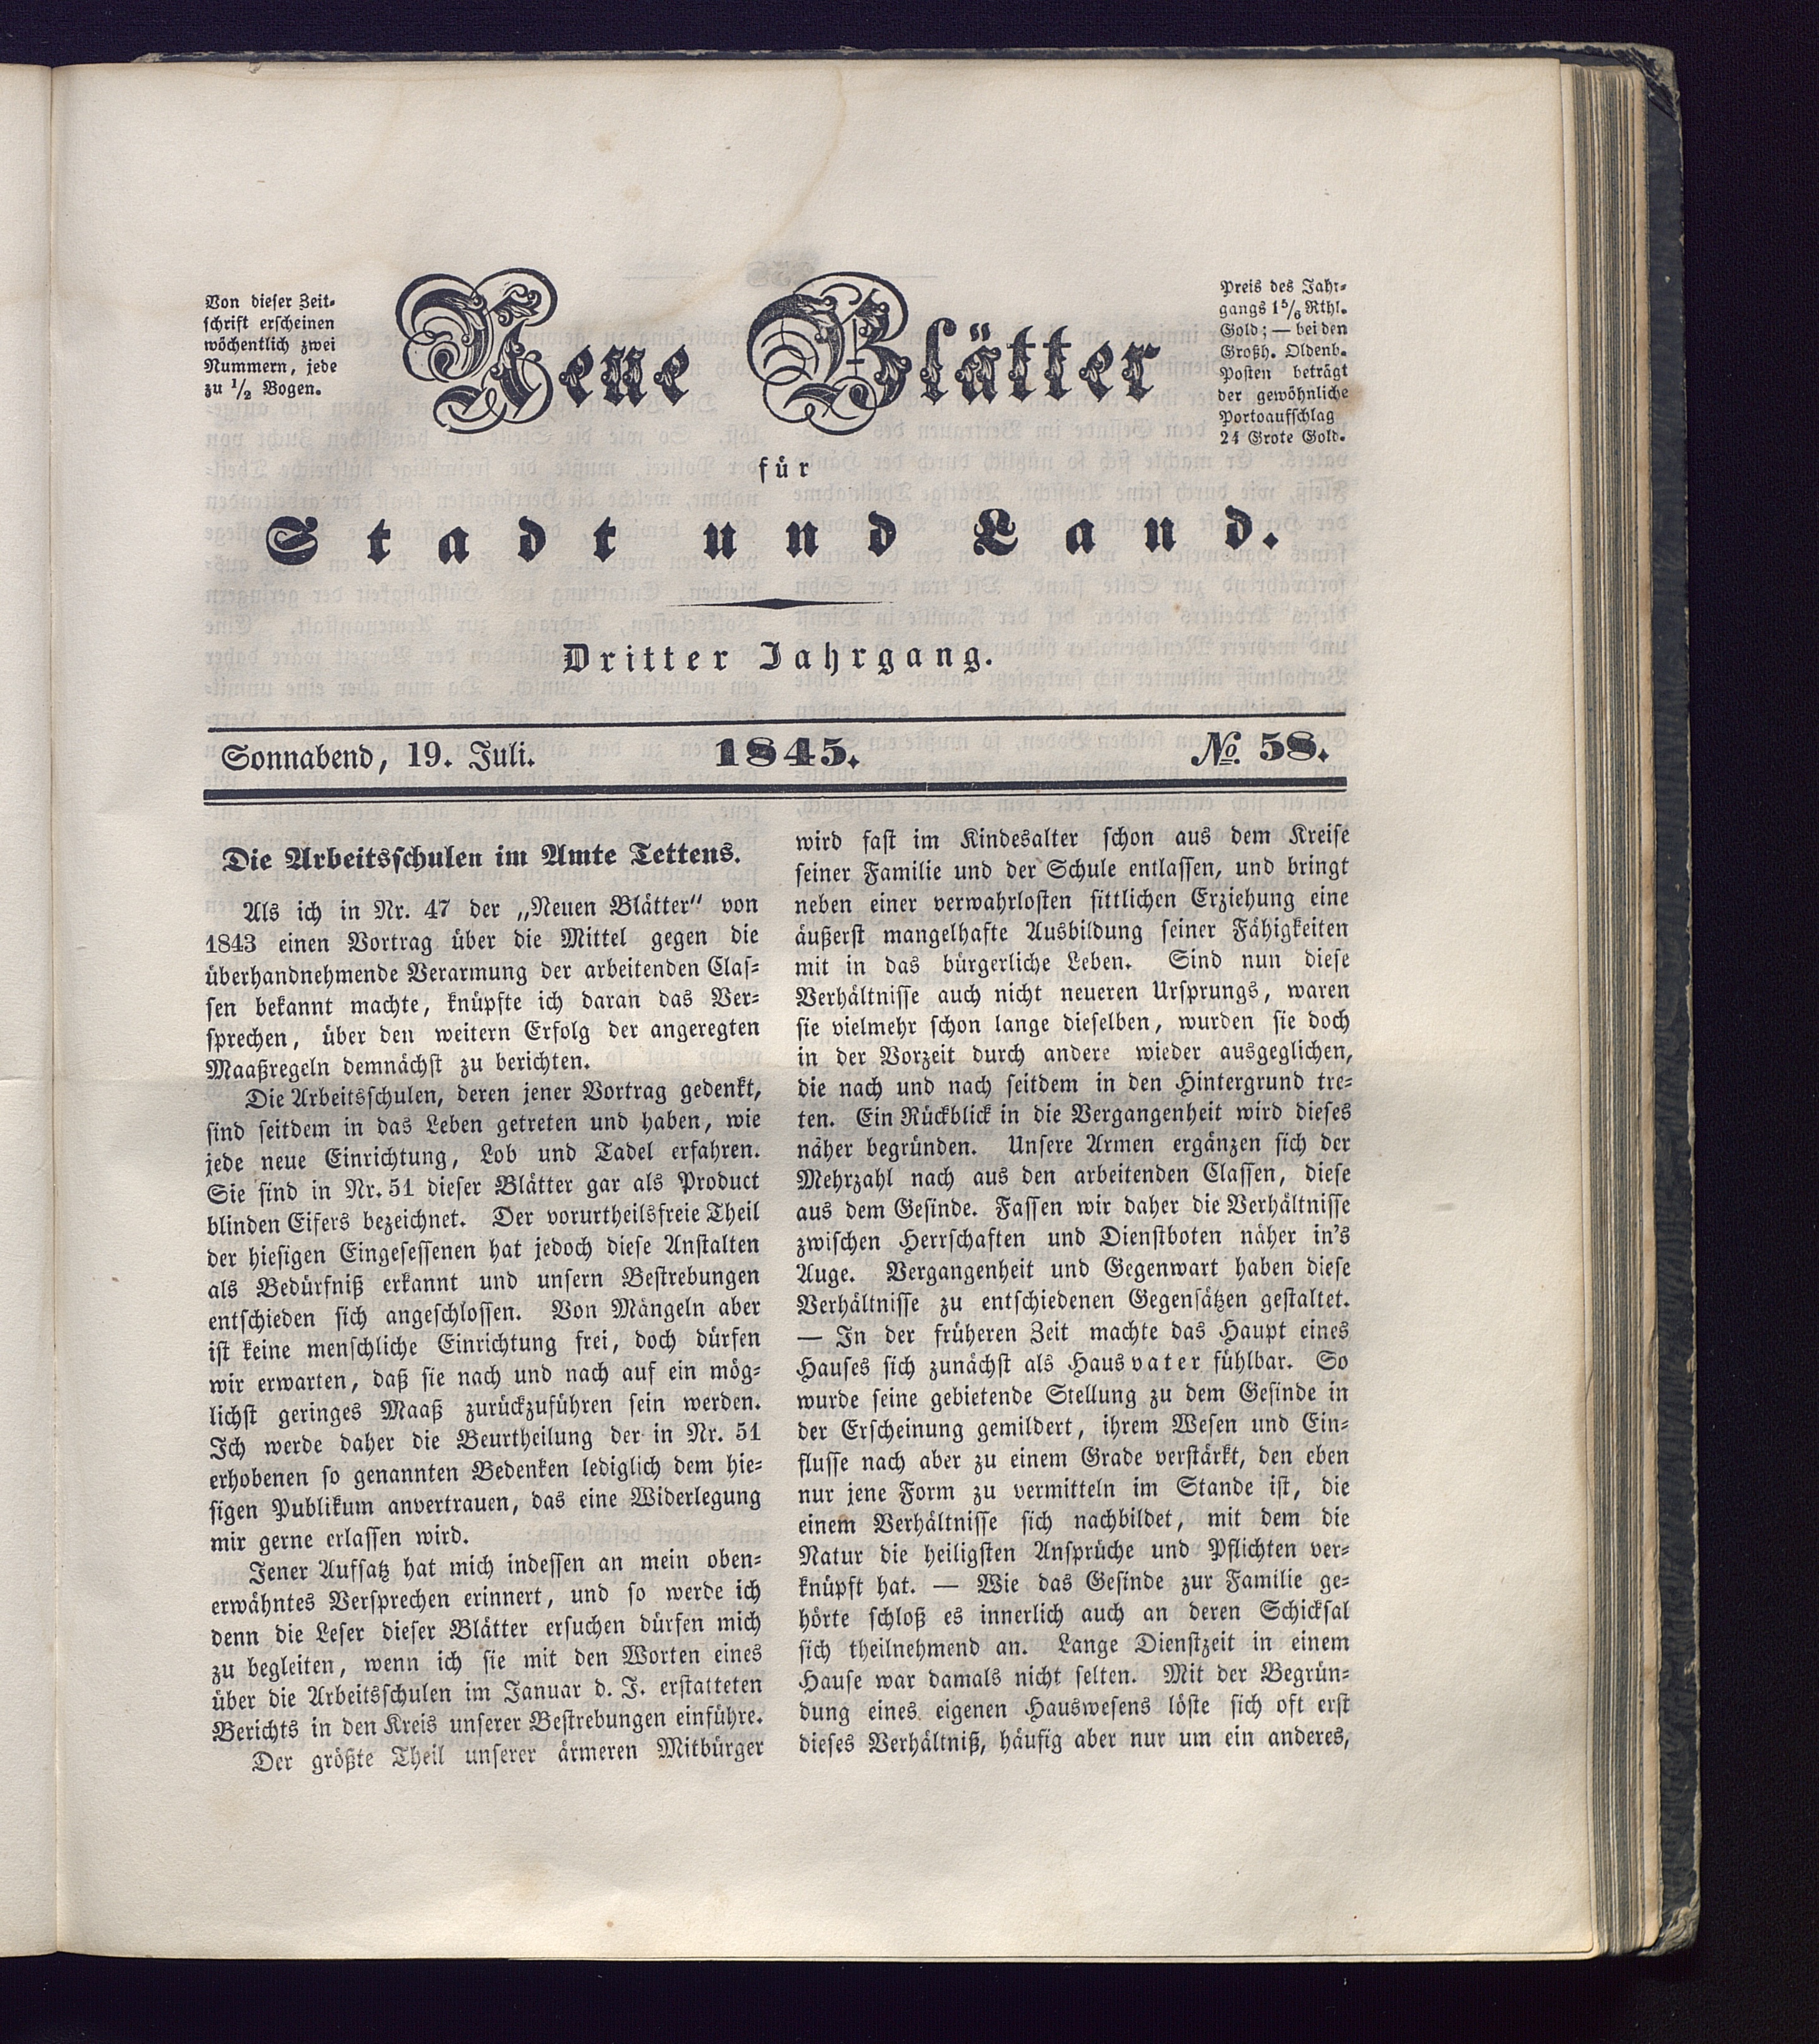 Von dieser Zeit-
schrift erscheinen
wöchentlich zwei
Nummern, jede
zu 1/2 Bogen.
Neue Blätter
für
Stadt und Land.
Preis des Jahr-
gangs 1 5/6 Rthl.
Gold; — bei den
Großh. Oldenb.
Posten beträgt
der gewöhnliche
Portoaufschlag
24 Grote Gold.
Dritter Jahrgang.
Sonnabend, 19. Juli. 1845. № 58.
Die Arbeitsschulen im Amte Tettens.
Als ich in Nr. 47 der „Neuen Blätter" von
1843 einen Vortrag über die Mittel gegen die
überhandnehmende Verarmung der arbeitenden Clas-
sen bekannt machte, knüpfte ich daran das Ver-
sprechen, über den weitern Erfolg der angeregten
Maaßregeln demnächst zu berichten.
Die Arbeitsschulen, deren jener Vortrag gedenkt,
sind seitdem in das Leben getreten und haben, wie
jede neue Einrichtung, Lob und Tadel erfahren.
Sie sind in Nr. 51 dieser Blätter gar als Product
blinden Eifers bezeichnet. Der vorurtheilsfreie Theil
der hiesigen Eingesessenen hat jedoch diese Anstalten
als Bedürfniß erkannt und unsern Bestrebungen
entschieden sich angeschlossen. Von Mängeln aber
ist keine menschliche Einrichtung frei, doch dürfen
wir erwarten, daß sie nach und nach auf ein mög-
lichst geringes Maaß zurückzuführen sein werden.
Ich werde daher die Beurtheilung der in Nr. 51
erhobenen so genannten Bedenken lediglich dem hie-
sigen Publikum anvertrauen, das eine Widerlegung
mir gerne erlassen wird.
Jener Aufsatz hat mich indessen an mein oben-
erwähntes Versprechen erinnert, und so werde ich
denn die Leser dieser Blätter ersuchen dürfen mich
zu begleiten, wenn ich sie mit den Worten eines
über die Arbeitsschulen im Januar d. J. erstatteten
Berichts in den Kreis unserer Bestrebungen einführe.
Der größte Theil unserer ärmeren Mitbürger
wird fast im Kindesalter schon aus dem Kreise
seiner Familie und der Schule entlassen, und bringt
neben einer verwahrlosten sittlichen Erziehung eine
äußerst mangelhafte Ausbildung seiner Fähigkeiten
mit in das bürgerliche Leben. Sind nun diese
Verhältnisse auch nicht neueren Ursprungs, waren
sie vielmehr schon lange dieselben, wurden sie doch
in der Vorzeit durch andere wieder ausgeglichen,
die nach und nach seitdem in den Hintergrund tre-
ten. Ein Rückblick in die Vergangenheit wird dieses
näher begründen. Unsere Armen ergänzen sich der
Mehrzahl nach aus den arbeitenden Classen, diese
aus dem Gesinde. Fassen wir daher die Verhältnisse
zwischen Herrschaften und Dienstboten näher in's
Auge. Vergangenheit und Gegenwart haben diese
Verhältnisse zu entschiedenen Gegensätzen gestaltet.
— In der früheren Zeit machte das Haupt eines
Hauses sich zunächst als Hausvater fühlbar. So
wurde seine gebietende Stellung zu dem Gesinde in
der Erscheinung gemildert, ihrem Wesen und Ein-
flusse nach aber zu einem Grade verstärkt, den eben
nur jene Form zu vermitteln im Stande ist, die
einem Verhältnisse sich nachbildet, mit dem die
Natur die heiligsten Ansprüche und Pflichten ver-
knüpft hat. — Wie das Gesinde zur Familie ge-
hörte schloß es innerlich auch an deren Schicksal
sich theilnehmend an. Lange Dienstzeit in einem
Hause war damals nicht selten. Mit der Begrün-
dung eines eigenen Hauswesens löste sich oft erst
dieses Verhältniß, häufig aber nur um ein anderes,